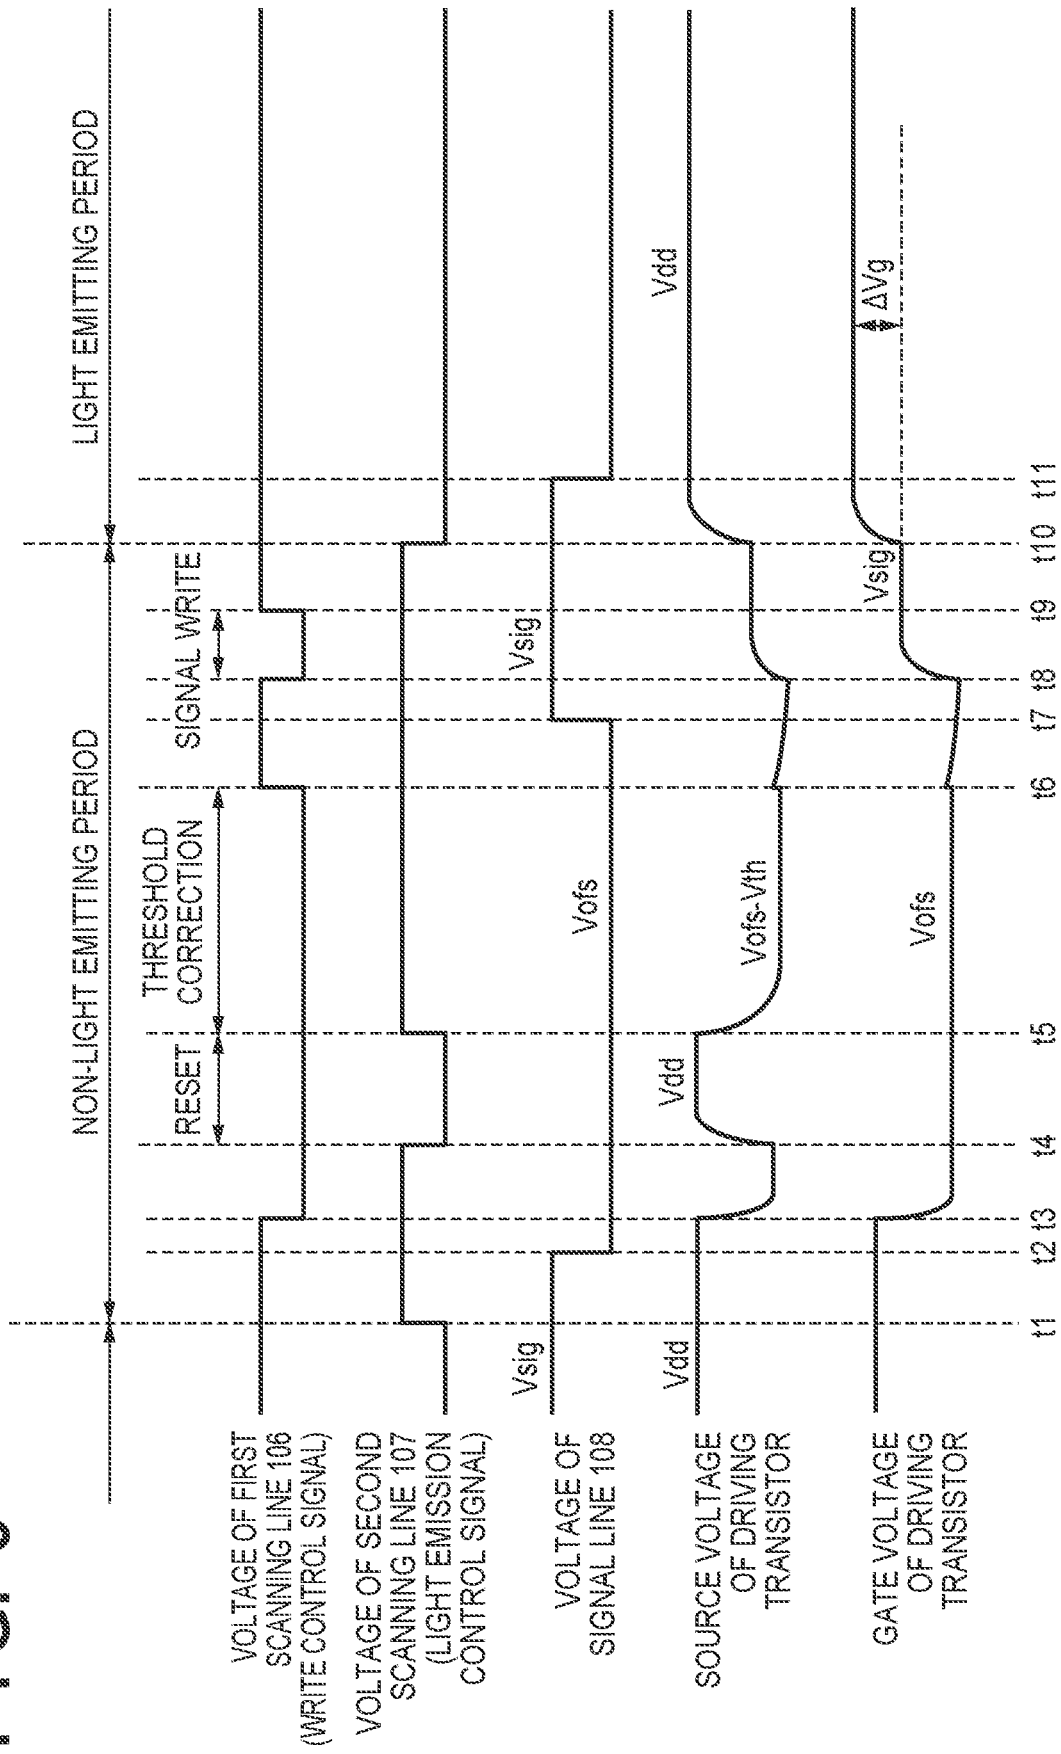 NON-LIGHT EMITTING PERIOD
LIGHT EMITTING PERIOD
RESET
THRESHOLD
CORRECTION
SIGNAL WRITE
VOLTAGE OF FIRST
SCANNING LINE 106
(WRITE CONTROL SIGNAL)
VOLTAGE OF SECOND
SCANNING LINE 107
(LIGHT EMISSION
CONTROL SIGNAL)
VOLTAGE OF
SIGNAL LINE 108
Vsig
Vofs
Vsig
SOURCE VOLTAGE
OF DRIVING
TRANSISTOR
Vdd
Vdd
Vofs-Vth
Vdd
GATE VOLTAGE
OF DRIVING
TRANSISTOR
Vofs
Vsig
ΔVg
t1
t2
t3
t4
t5
t6
t7
t8
t9
t10
t11